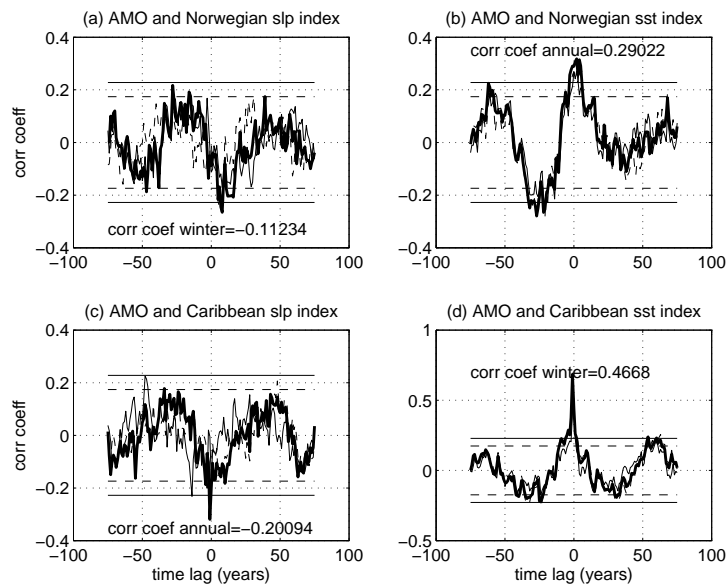 (a) AMO and Norwegian slp index
0.4
0.2
0
−0.2
−0.4
corr coeff
corr coef winter=−0.11234
−100 −50 0 50 100
(b) AMO and Norwegian sst index
corr coef annual=0.29022
0.4
0.2
0
−0.2
−0.4
−100 −50 0 50 100
(c) AMO and Caribbean slp index
0.4
0.2
0
−0.2
−0.4
corr coeff
corr coef annual=−0.20094
−100 −50 0 50 100
time lag (years)
(d) AMO and Caribbean sst index
corr coef winter=0.4668
1
0.5
0
−0.5
−100 −50 0 50 100
time lag (years)